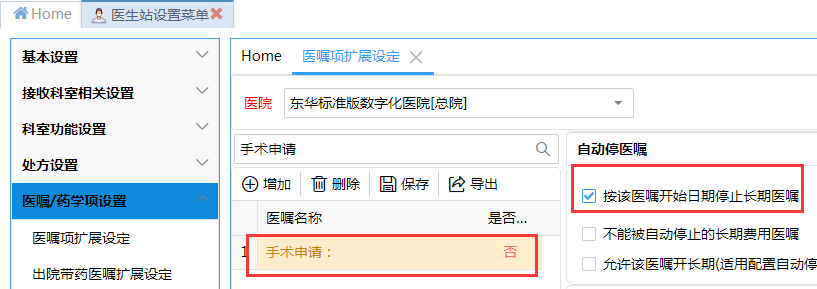 Home 医生站设置菜单
基本设置
接收科室相关设置
科室功能设置
处方设置
医嘱/药学项设置
医嘱项扩展设定
出院带药医嘱扩展设定
Home 医嘱项扩展设定
医院 东华标准版数字化医院[总院]
手术申请
增加 删除 保存 导出
医嘱名称 是否...
1 手术申请： 否
自动停医嘱
按该医嘱开始日期停止长期医嘱
不能被自动停止的长期费用医嘱
允许该医嘱开长期(适用配置自动停